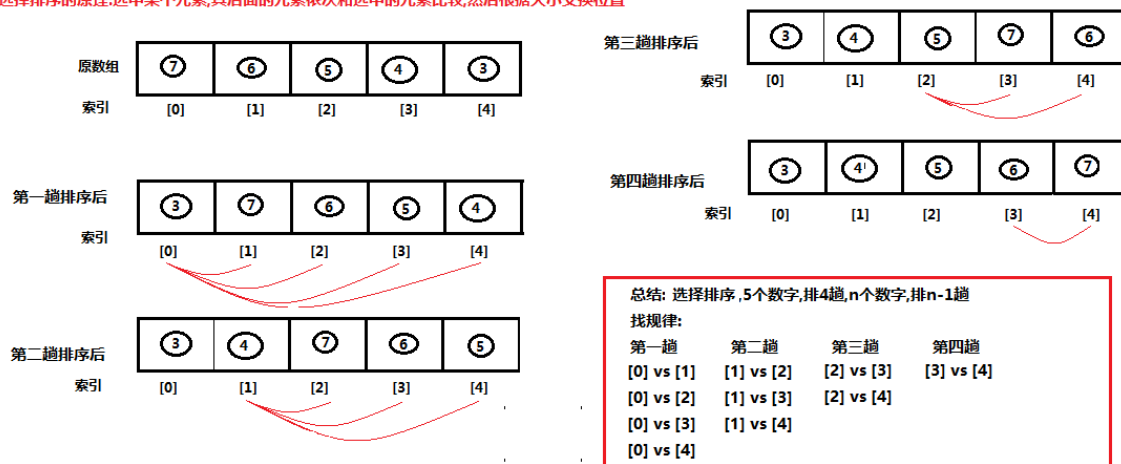 选择排序的原理:选中某个元素,其后面的元素依次和选中的元素比较,然后根据大小交换位置
原数组 7 6 5 4 3
索引 [0] [1] [2] [3] [4]
第一趟排序后 3 7 6 5 4
索引 [0] [1] [2] [3] [4]
第二趟排序后 3 4 7 6 5
索引 [0] [1] [2] [3] [4]
第三趟排序后 3 4 5 7 6
索引 [0] [1] [2] [3] [4]
第四趟排序后 3 4 5 6 7
索引 [0] [1] [2] [3] [4]
总结: 选择排序,5个数字,排4趟,n个数字,排n-1趟
找规律:
第一趟 第二趟 第三趟 第四趟
[0] vs [1] [1] vs [2] [2] vs [3] [3] vs [4]
[0] vs [2] [1] vs [3] [2] vs [4]
[0] vs [3] [1] vs [4]
[0] vs [4]